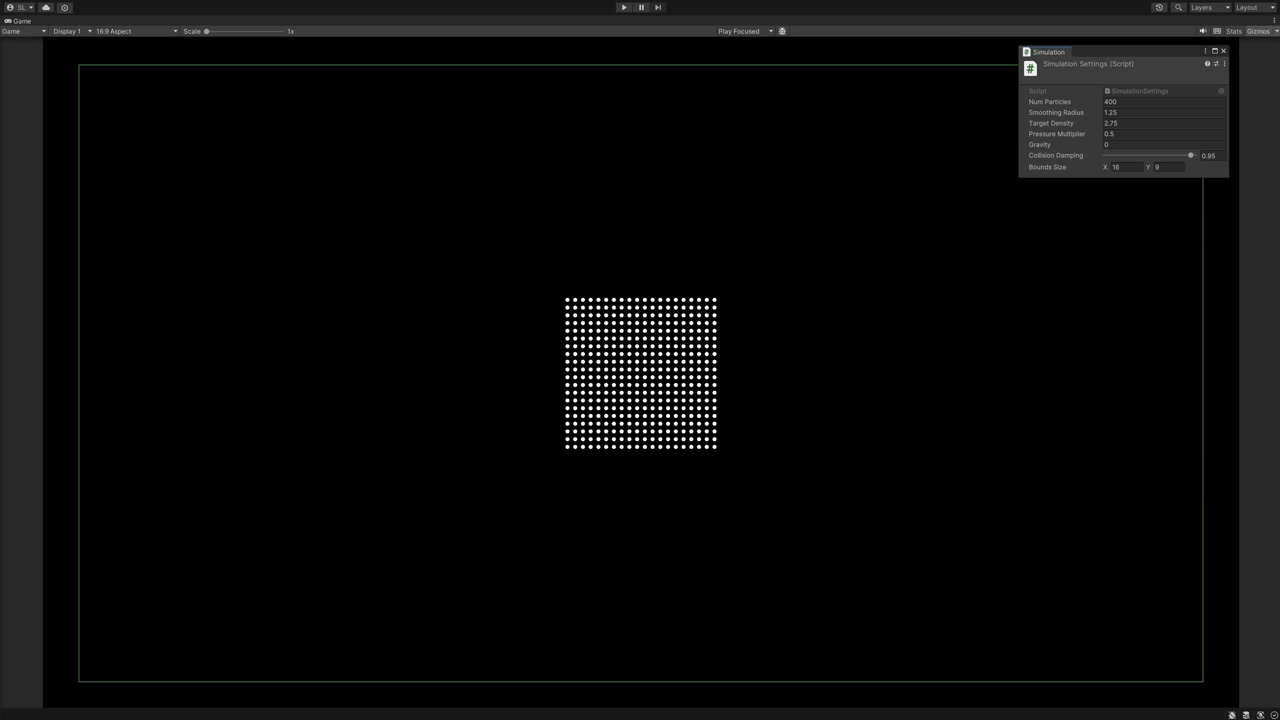 SL Layers Layout
Game
Game Display 1 16:9 Aspect Scale 1x Play Focused Stats Gizmos
# Simulation
# Simulation Settings (Script)
Script # SimulationSettings
Num Particles 400
Smoothing Radius 1.25
Target Density 2.75
Pressure Multiplier 0.5
Gravity 0
Collision Damping 0.95
Bounds Size X 16 Y 9